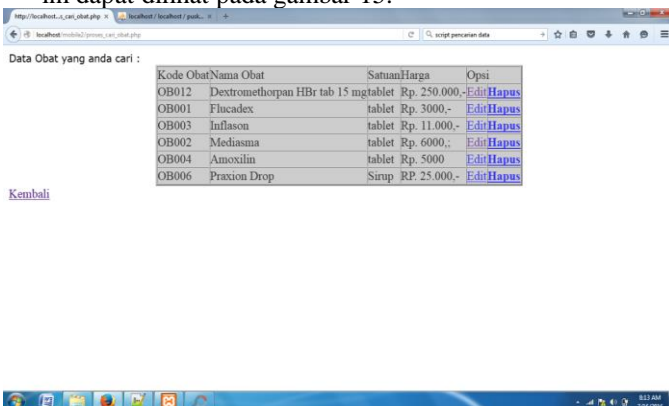 ini dapat dilihat pada gambar 15.
http://localhost...s_cari_obat.php × localhost / localhost / pusk... × +
localhost/mobile2/proses_cari_obat.php script pencarian data
Data Obat yang anda cari :
Kode Obat Nama Obat Satuan Harga Opsi
OB012 Dextromethorpan HBr tab 15 mg tablet Rp. 250.000,- Edit Hapus
OB001 Flucadex tablet Rp. 3000,- Edit Hapus
OB003 Inflason tablet Rp. 11.000,- Edit Hapus
OB002 Mediasma tablet Rp. 6000,; Edit Hapus
OB004 Amoxilin tablet Rp. 5000 Edit Hapus
OB006 Praxion Drop Sirup RP. 25.000,- Edit Hapus
Kembali
8:13 AM